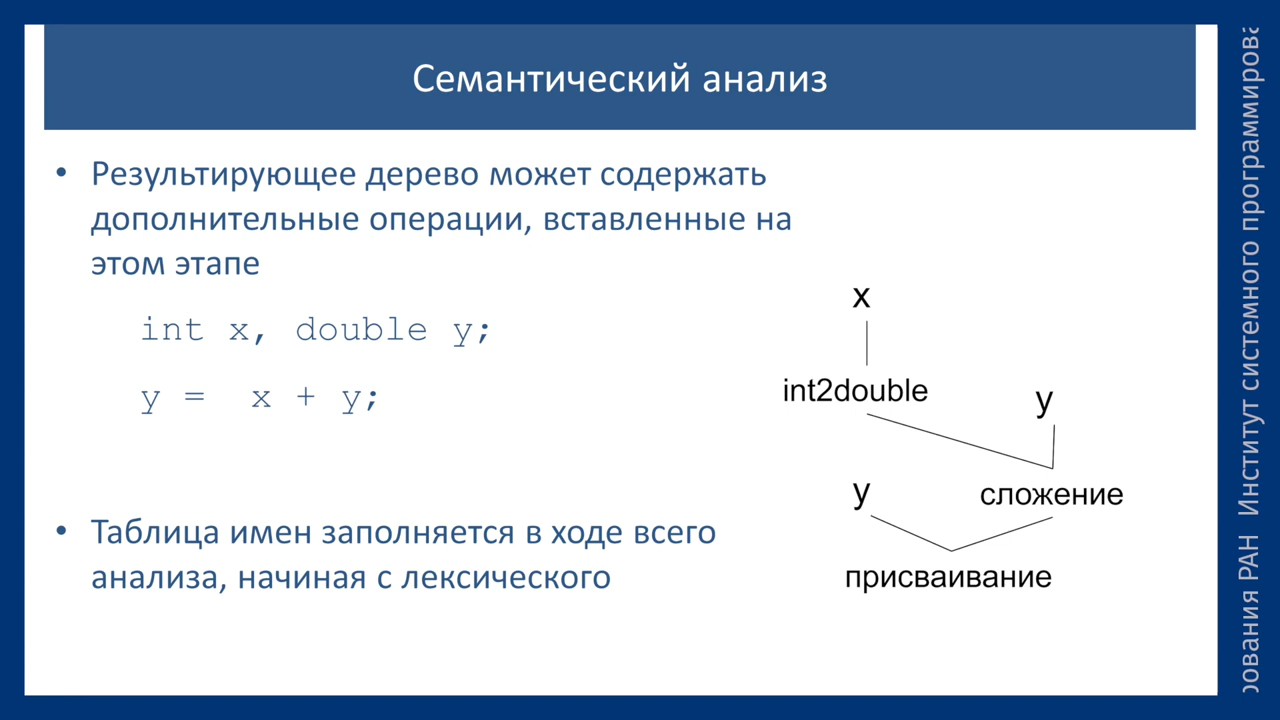 Семантический анализ
• Результирующее дерево может содержать
дополнительные операции, вставленные на
этом этапе
int x, double y;
y =  x + y;
• Таблица имен заполняется в ходе всего
анализа, начиная с лексического
x
int2double
y
y
сложение
присваивание
рования РАН Институт системного программирова